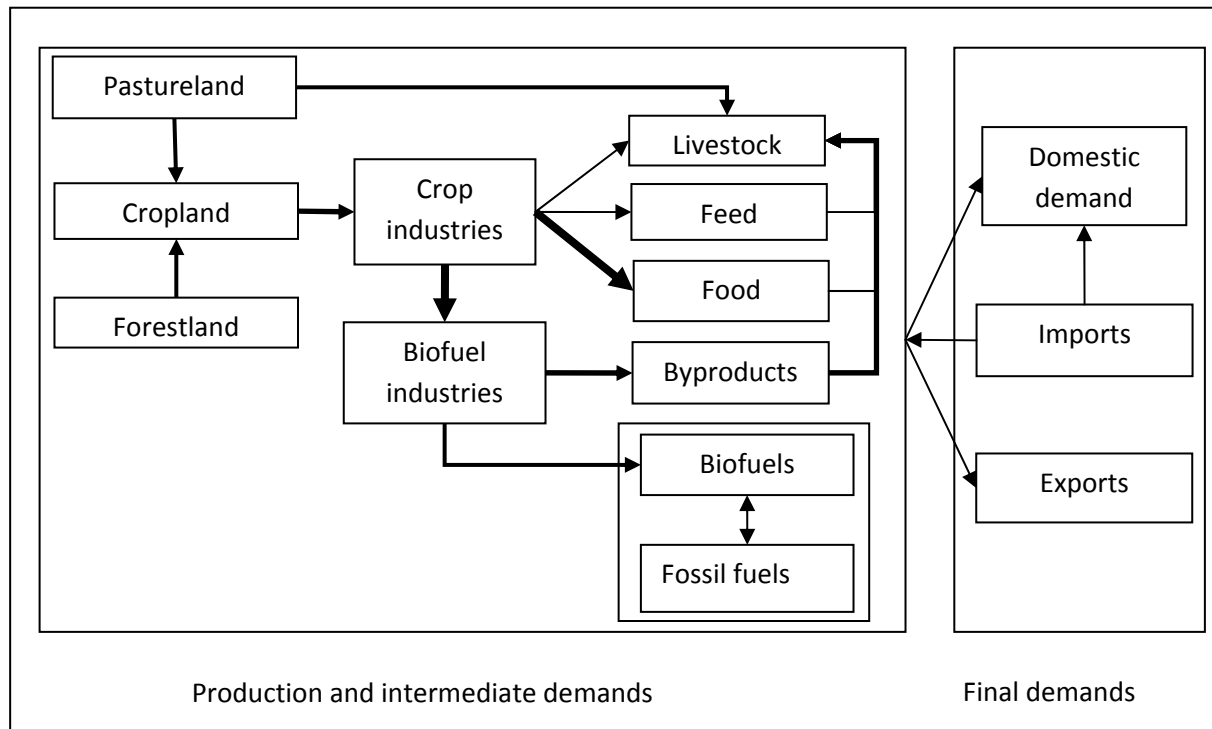 Pastureland
Livestock
Domestic
demand
Crop
industries
Cropland
Feed
Food
Forestland
Imports
Biofuel
industries
Byproducts
Biofuels
Exports
Fossil fuels
Production and intermediate demands
Final demands